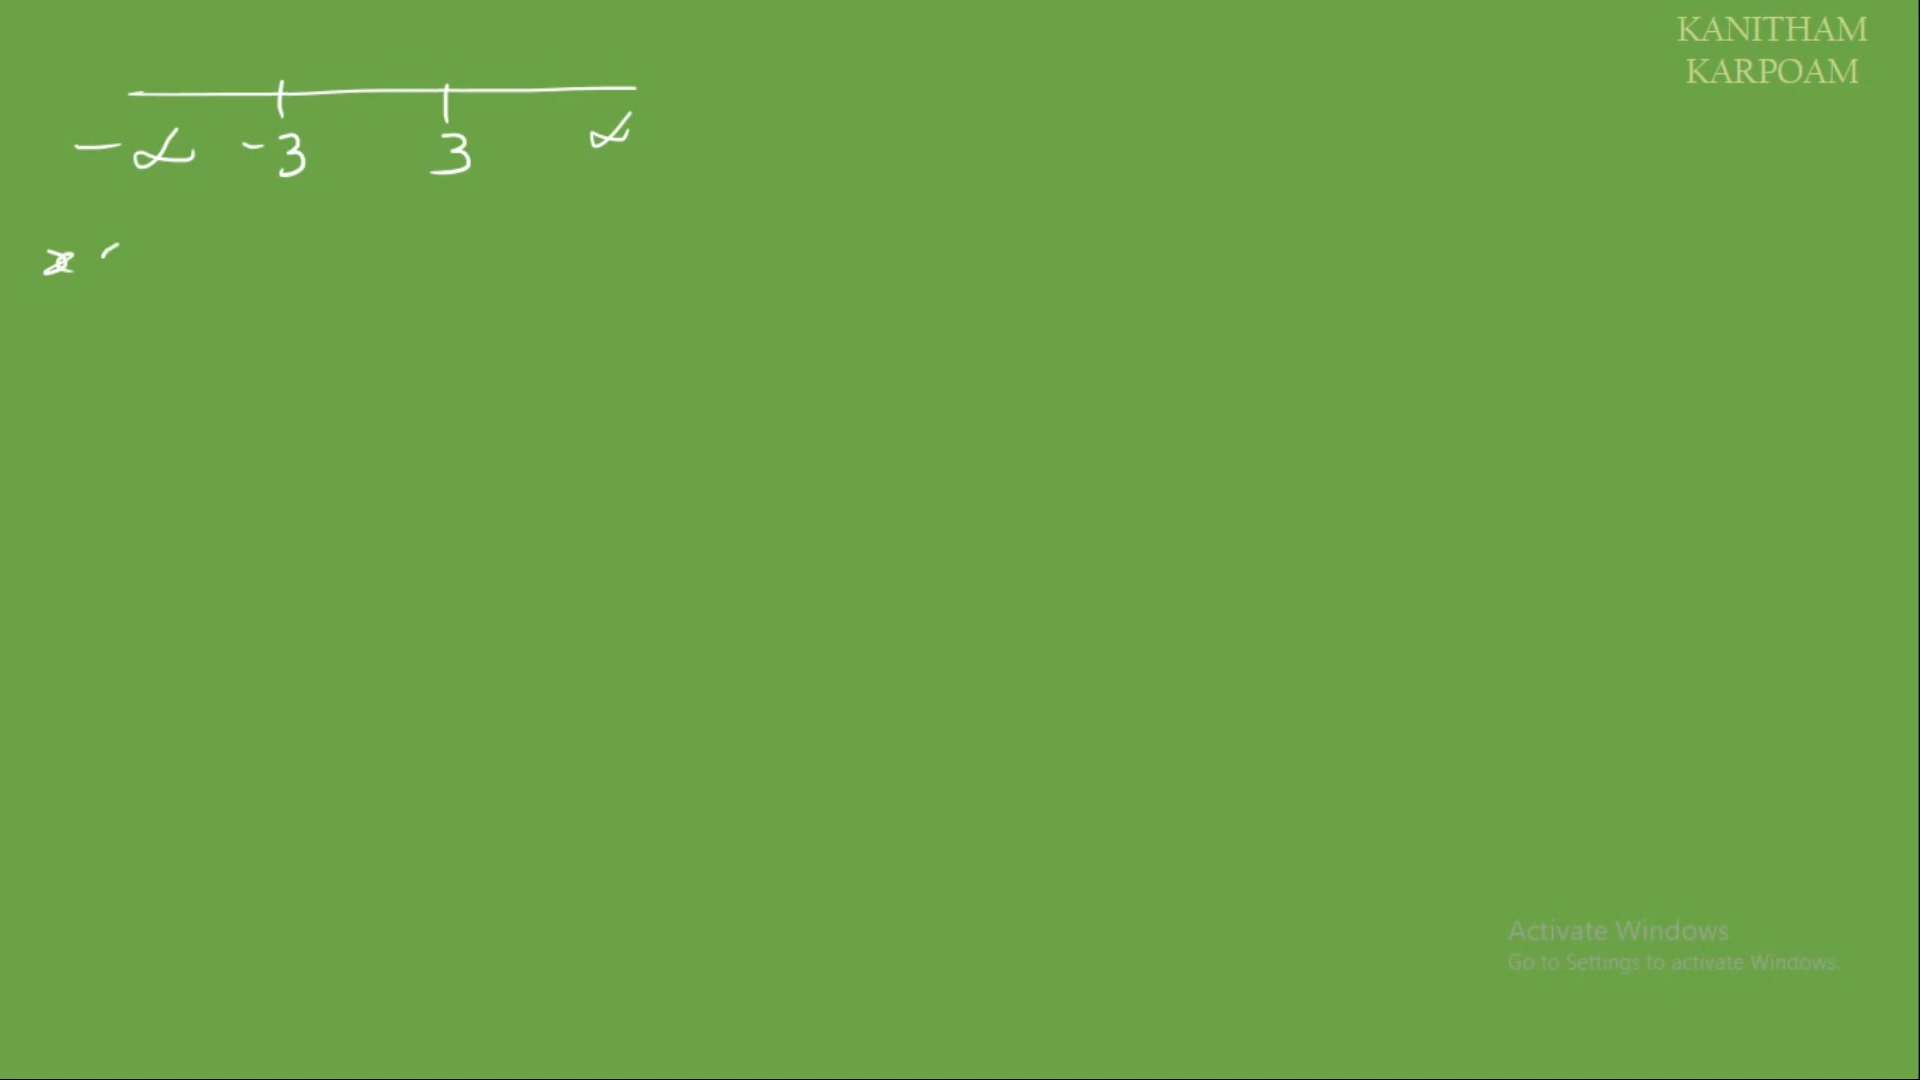 KANITHAM
KARPOAM
-∝ -3 3 ∝
x
Activate Windows
Go to Settings to activate Windows.